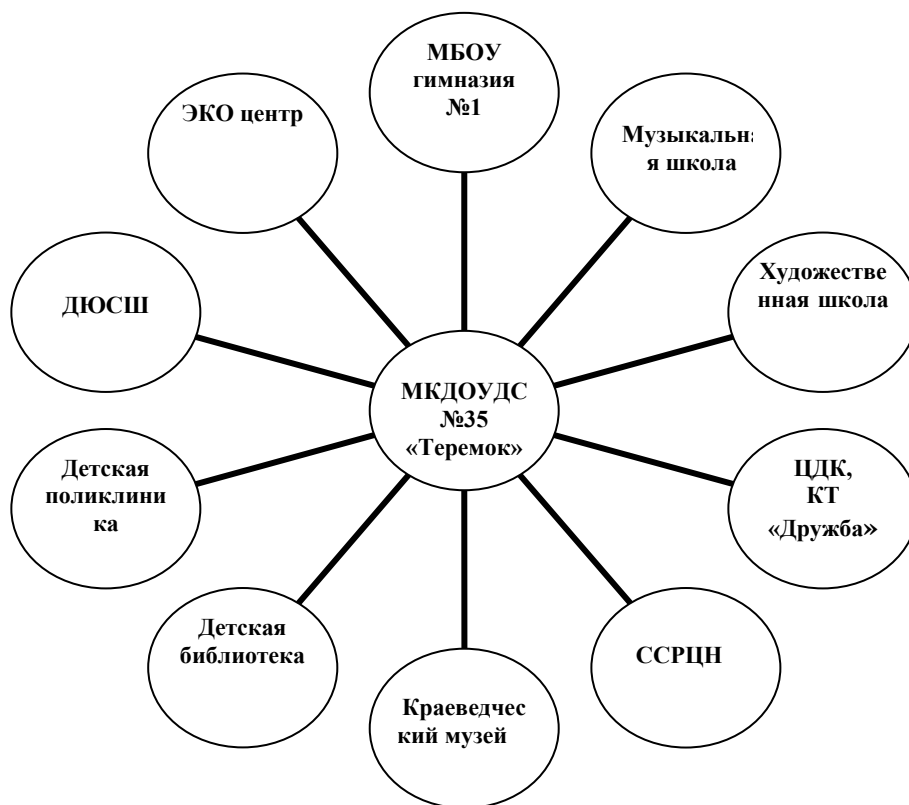 МБОУ
гимназия
№1
Музыкальна
я школа
Художестве
нная школа
ЦДК,
КТ
«Дружба»
ССРЦН
Краеведчес
кий музей
Детская
библиотека
Детская
поликлини
ка
ДЮСШ
ЭКО центр
МКДОУДС
№35
«Теремок»